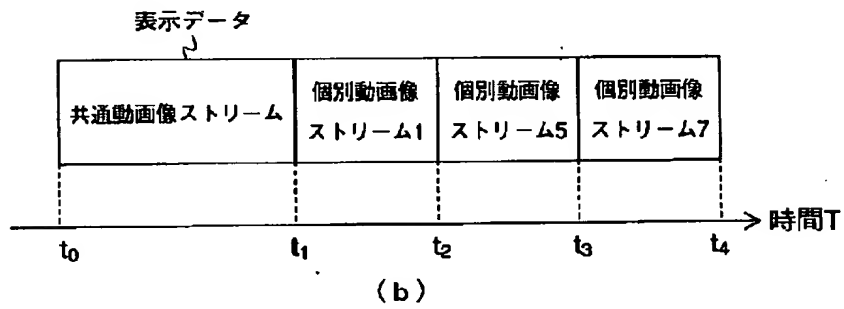 表示データ
共通動画像ストリーム
個別動画像
ストリーム1
個別動画像
ストリーム5
個別動画像
ストリーム7
時間T
t0
t1
t2
t3
t4
(b)